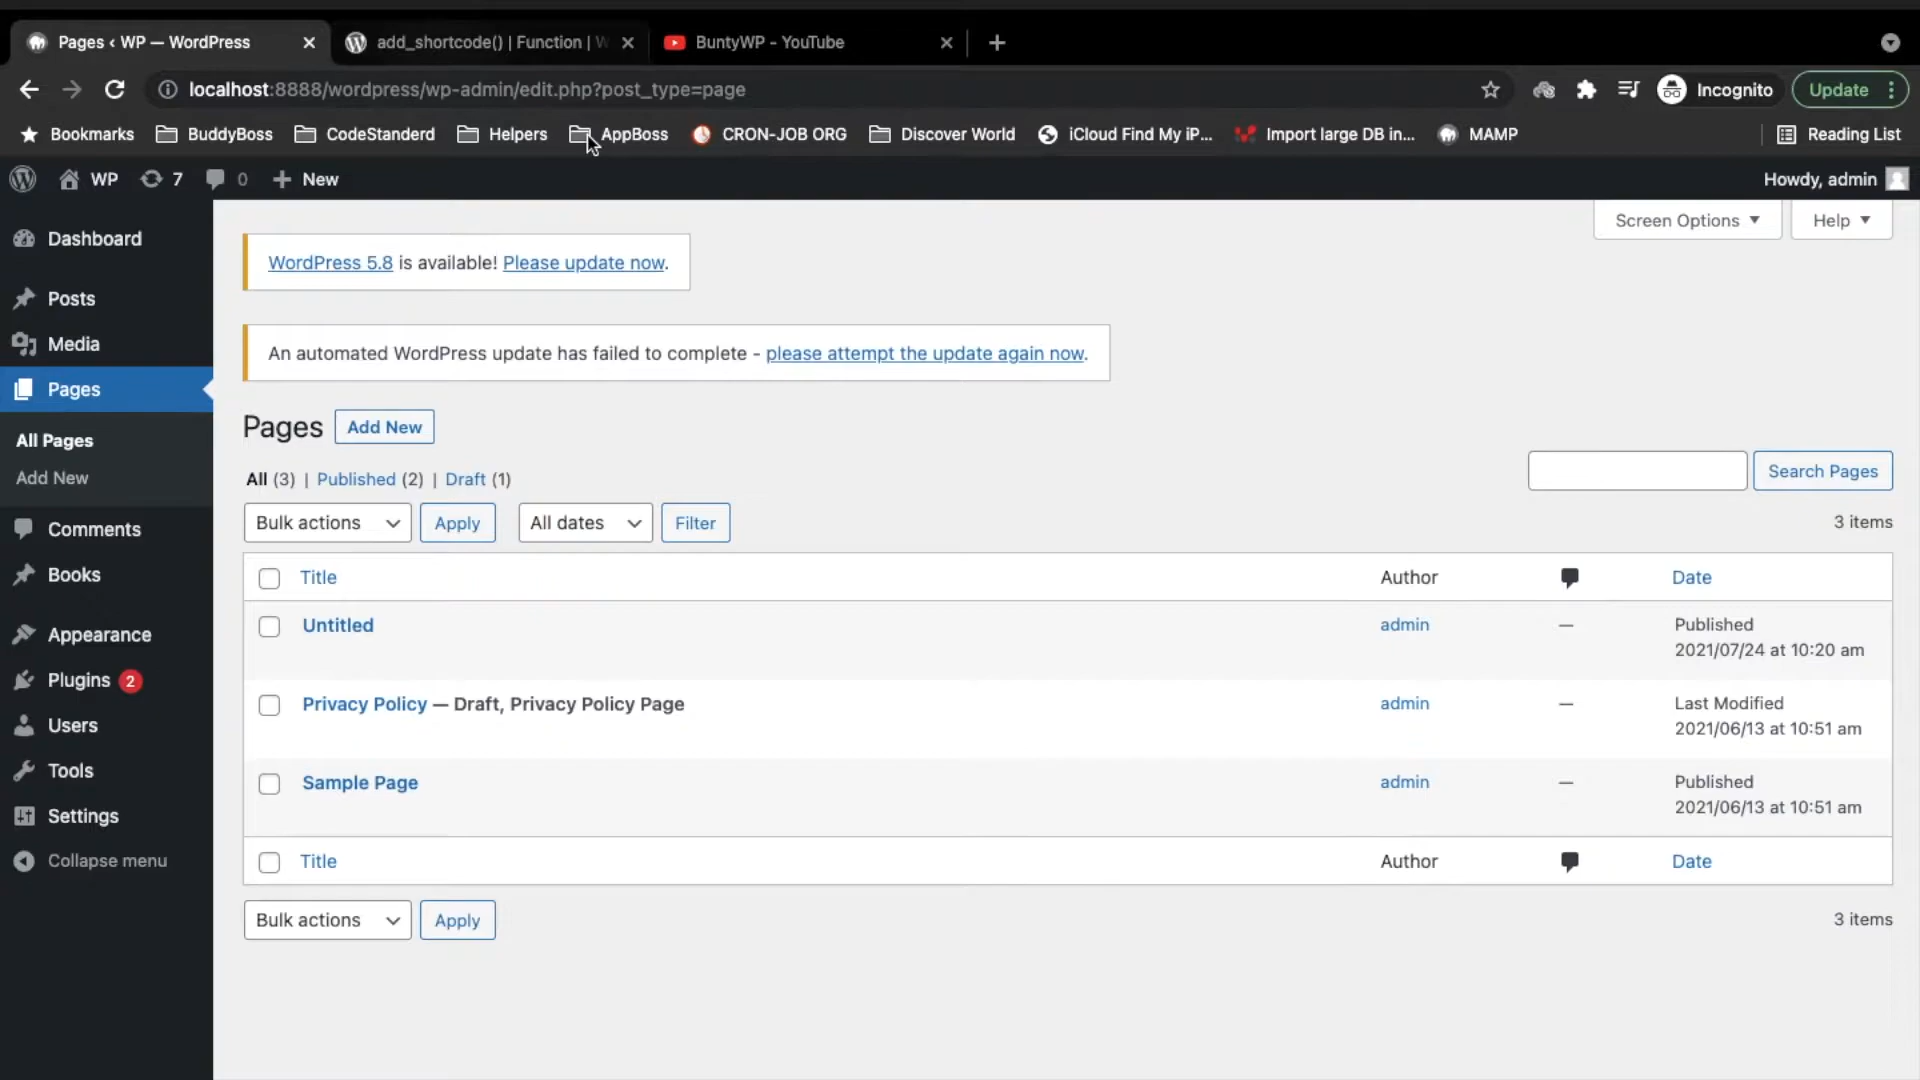 Pages ‹ WP — WordPress
add_shortcode() | Function | W
BuntyWP - YouTube
localhost:8888/wordpress/wp-admin/edit.php?post_type=page
Incognito
Update
Bookmarks
BuddyBoss
CodeStanderd
Helpers
AppBoss
CRON-JOB ORG
Discover World
iCloud Find My iP...
Import large DB in...
MAMP
Reading List
WP
7
0
New
Howdy, admin
Screen Options
Help
Dashboard
Posts
Media
Pages
All Pages
Add New
Comments
Books
Appearance
Plugins 2
Users
Tools
Settings
Collapse menu
WordPress 5.8 is available! Please update now.
An automated WordPress update has failed to complete - please attempt the update again now.
Pages Add New
All (3) | Published (2) | Draft (1)
Search Pages
Bulk actions Apply All dates Filter
3 items
Title Author Date
Untitled admin — Published
2021/07/24 at 10:20 am
Privacy Policy — Draft, Privacy Policy Page admin — Last Modified
2021/06/13 at 10:51 am
Sample Page admin — Published
2021/06/13 at 10:51 am
Title Author Date
Bulk actions Apply
3 items